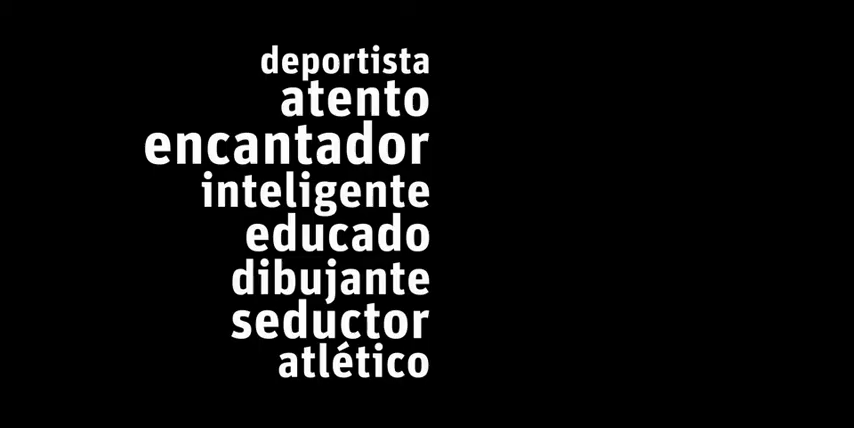 deportista
atento
encantador
inteligente
educado
dibujante
seductor
atlético